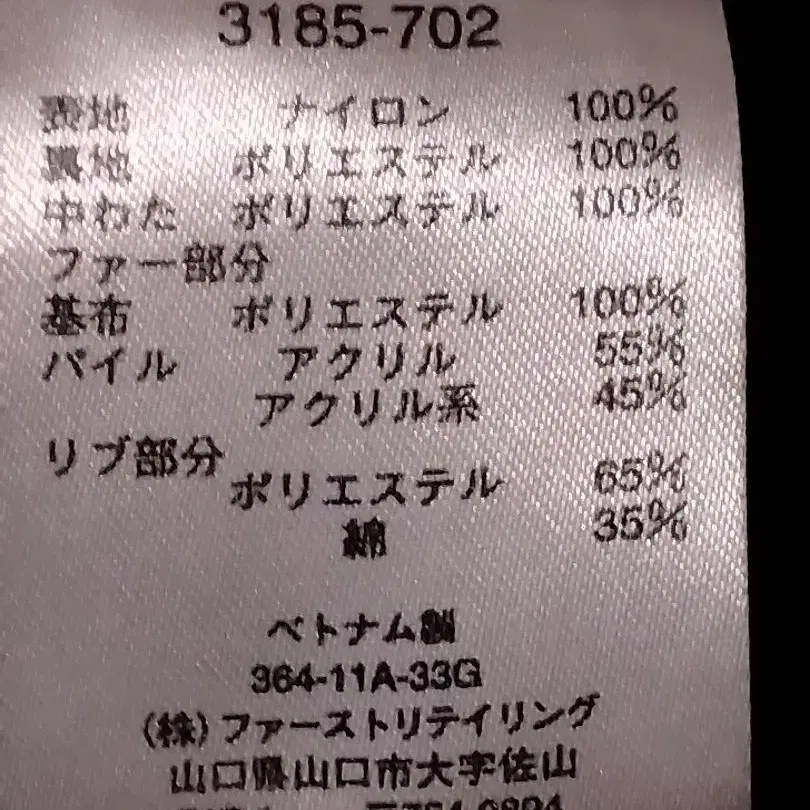 3185-702
表地 ナイロン 100%
裏地 ポリエステル 100%
中わた ポリエステル 100%
ファー部分
基布 ポリエステル 100%
パイル アクリル 55%
アクリル系 45%
リブ部分
ポリエステル 65%
綿 35%
ベトナム製
364-11A-33G
(株)ファーストリテイリング
山口県山口市大字佐山